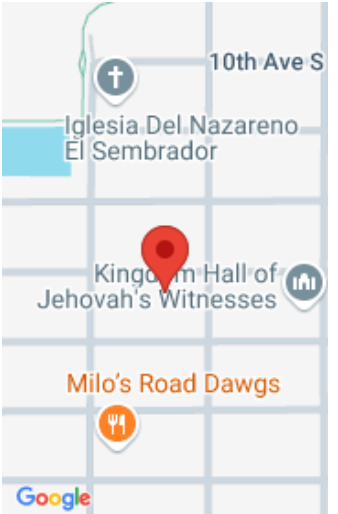 10th Ave S
Iglesia Del Nazareno
El Sembrador
Kingdom Hall of
Jehovah's Witnesses
Milo's Road Dawgs
Google